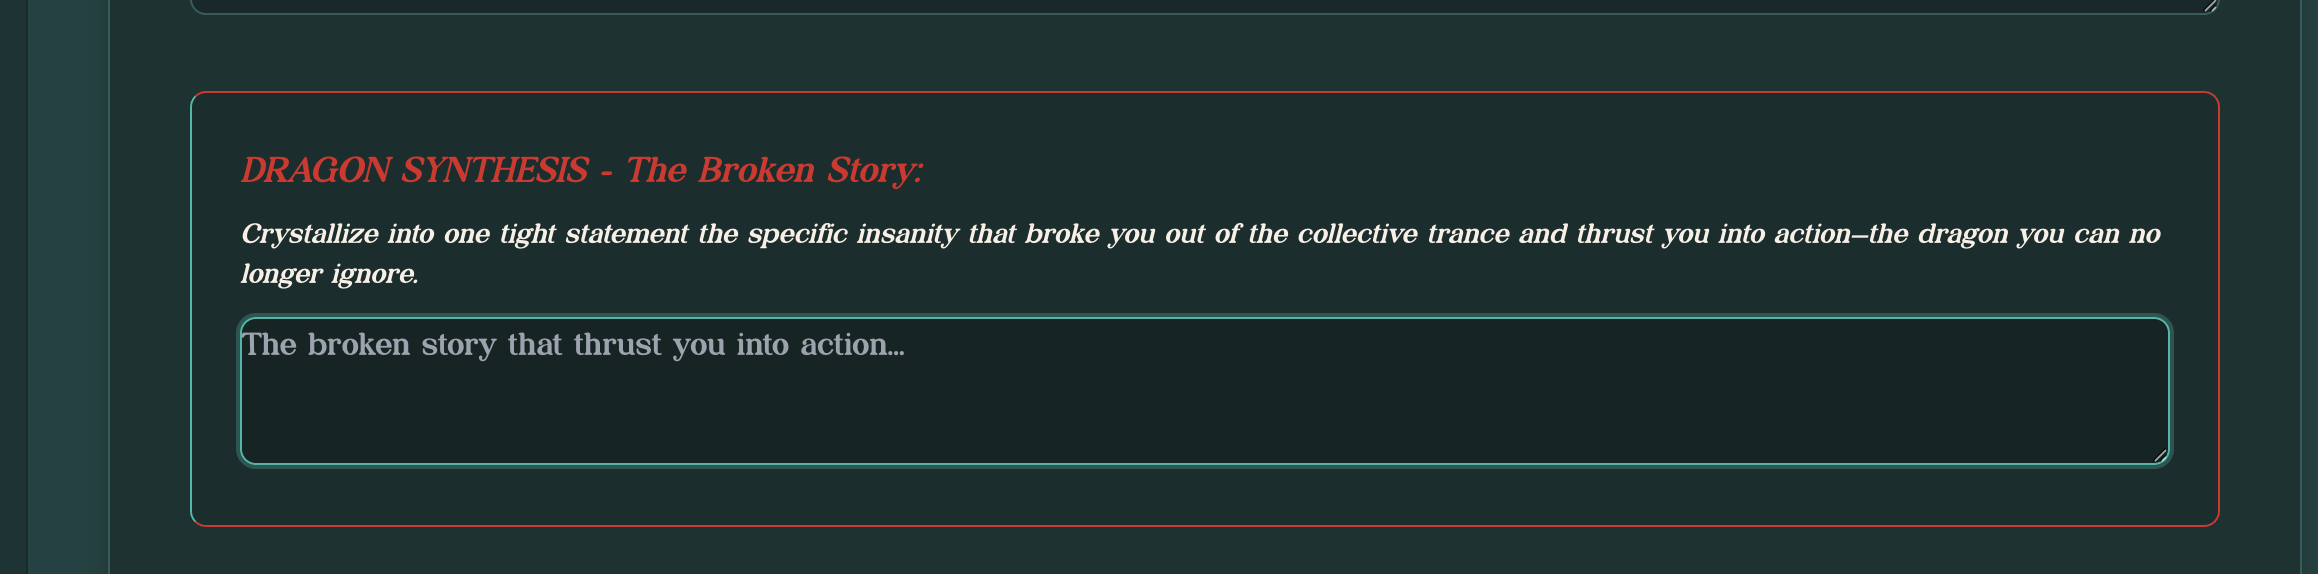 DRAGON SYNTHESIS - The Broken Story:
Crystallize into one tight statement the specific insanity that broke you out of the collective trance and thrust you into action—the dragon you can no
longer ignore.
The broken story that thrust you into action...